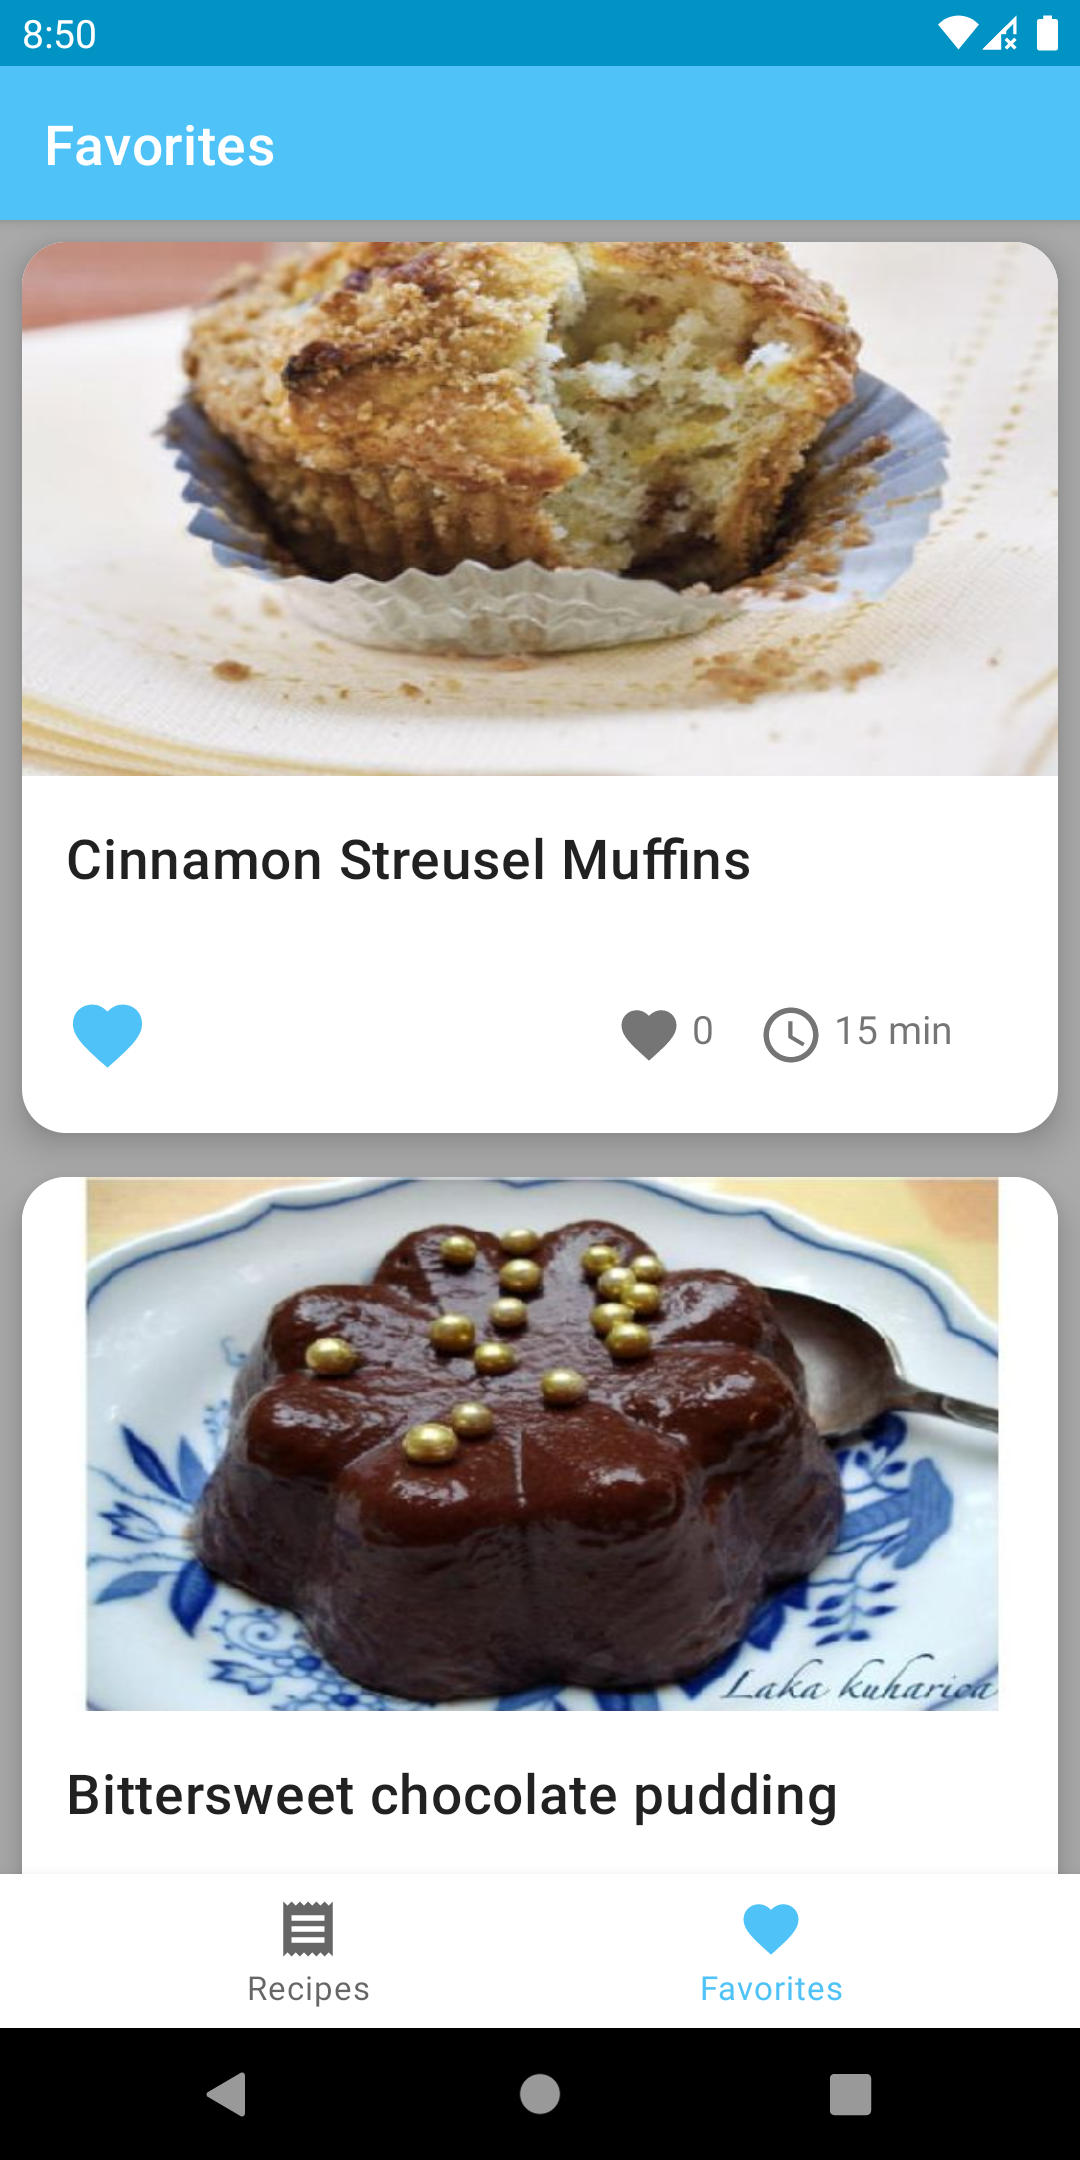 8:50
Favorites
Cinnamon Streusel Muffins
0
15 min
Laka kuharica
Bittersweet chocolate pudding
Recipes
Favorites